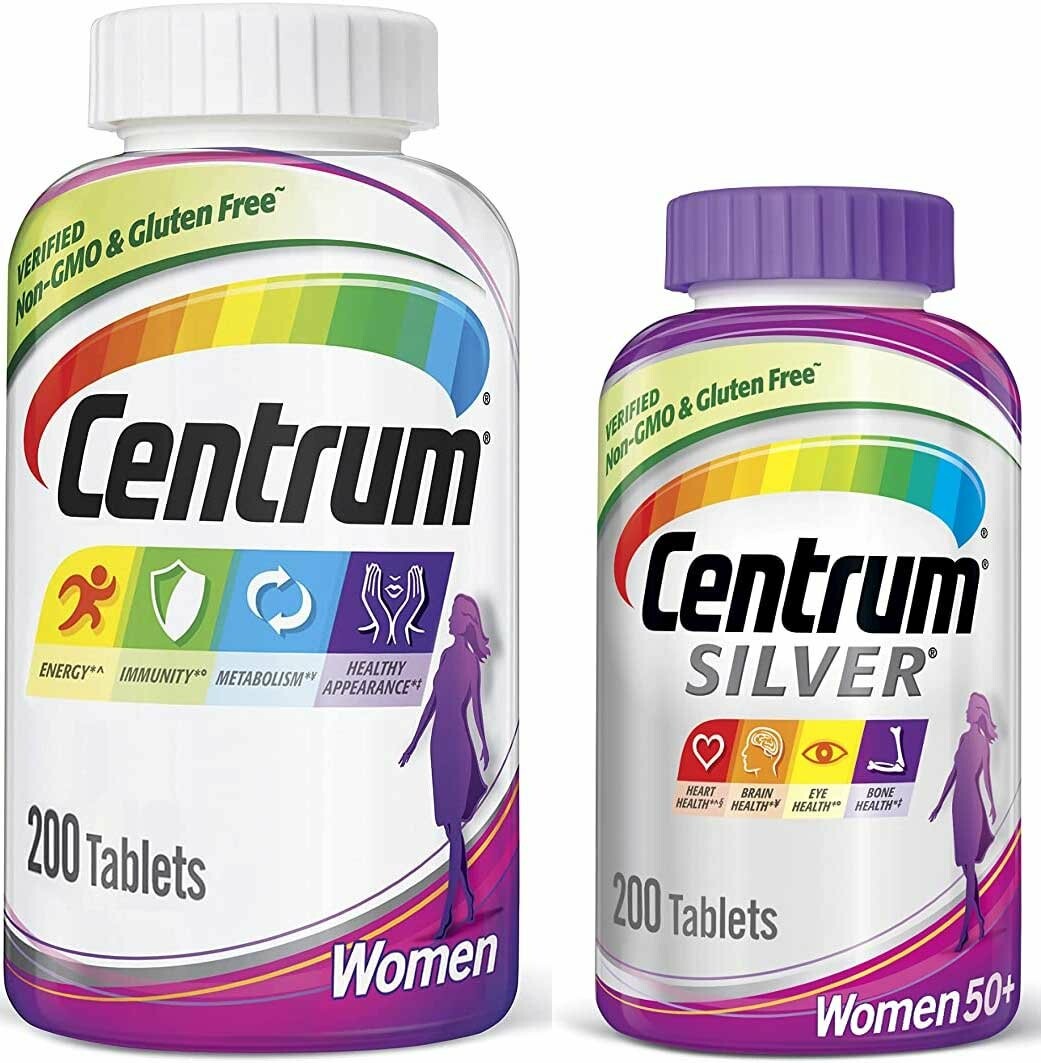 VERIFIED
Non-GMO & Gluten Free~
Centrum®
ENERGY*^
IMMUNITY*°
METABOLISM*¥
HEALTHY
APPEARANCE*‡
200 Tablets
Women
VERIFIED
Non-GMO & Gluten Free~
Centrum®
SILVER®
HEART
HEALTH*^§
BRAIN
HEALTH*¥
EYE
HEALTH*°
BONE
HEALTH*‡
200 Tablets
Women 50+